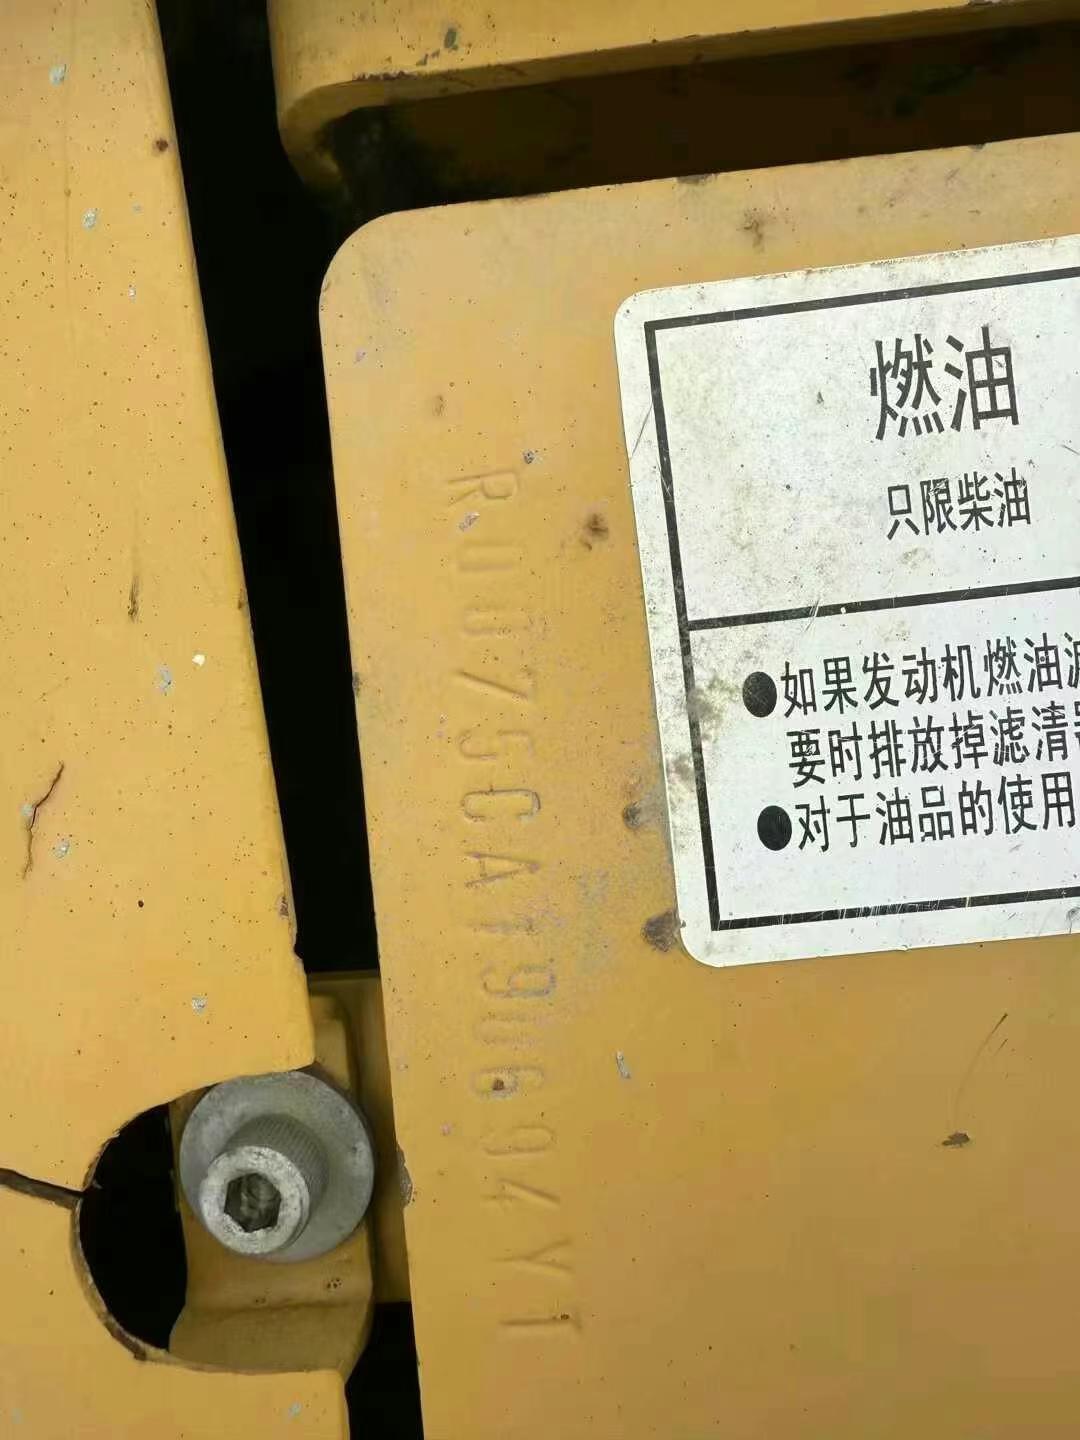 燃油
只限柴油
●如果发动机燃油
要时排放掉滤清
●对于油品的使用
R0075CA190694YT